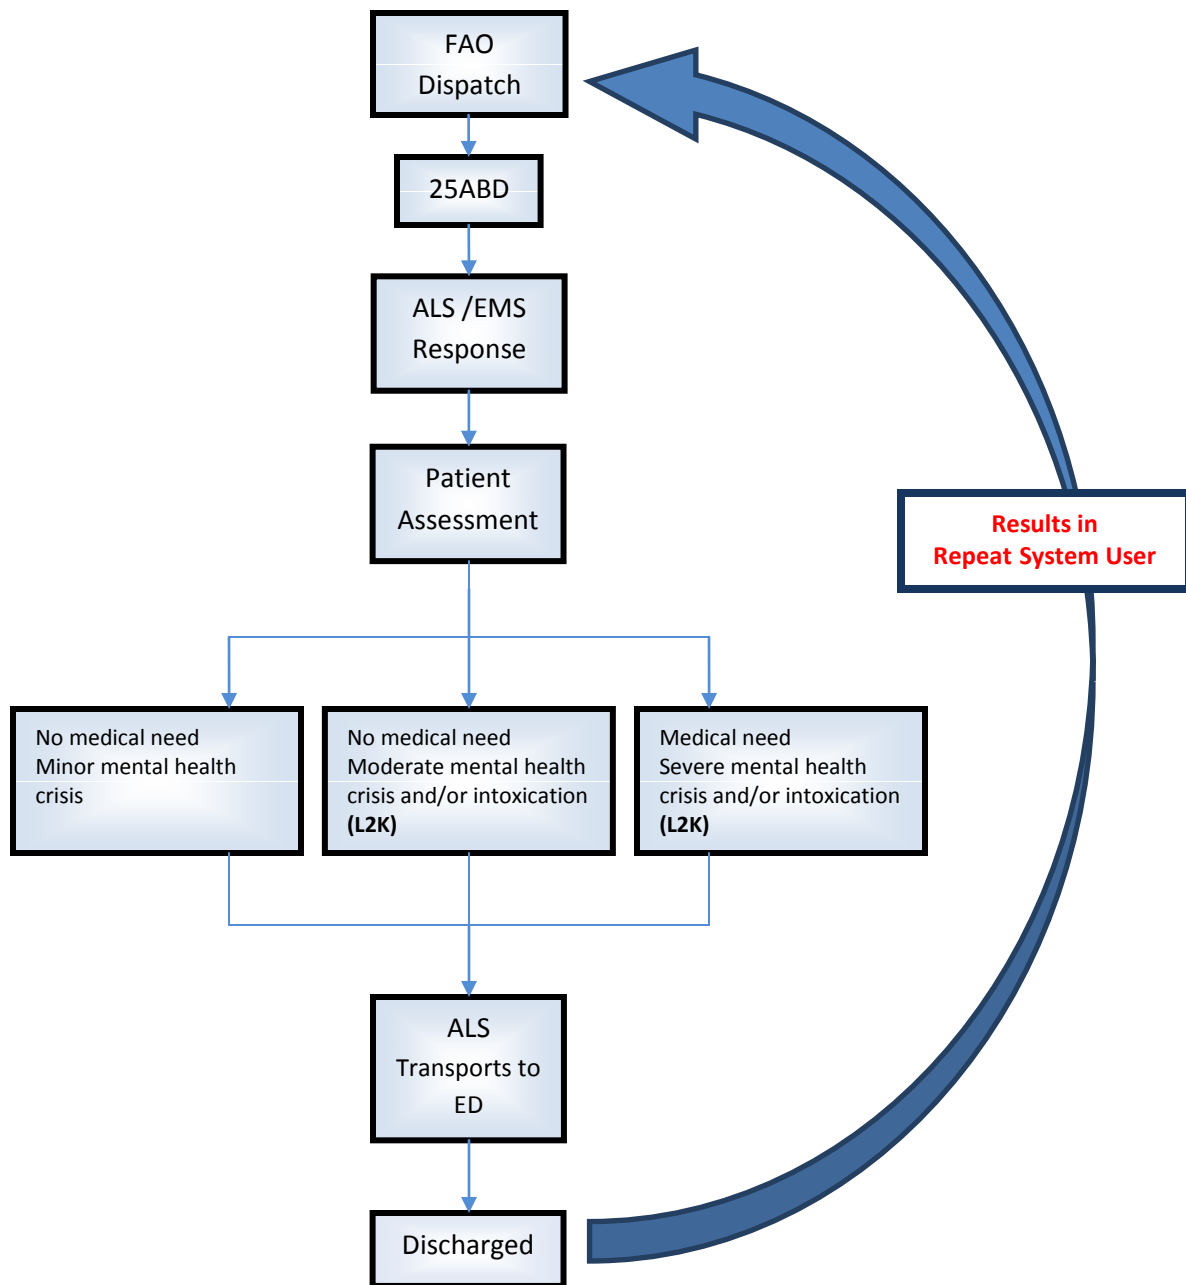 FAO
Dispatch
25ABD
ALS /EMS
Response
Patient
Assessment
Results in
Repeat System User
No medical need
Minor mental health
crisis
No medical need
Moderate mental health
crisis and/or intoxication
(L2K)
Medical need
Severe mental health
crisis and/or intoxication
(L2K)
ALS
Transports to
ED
Discharged